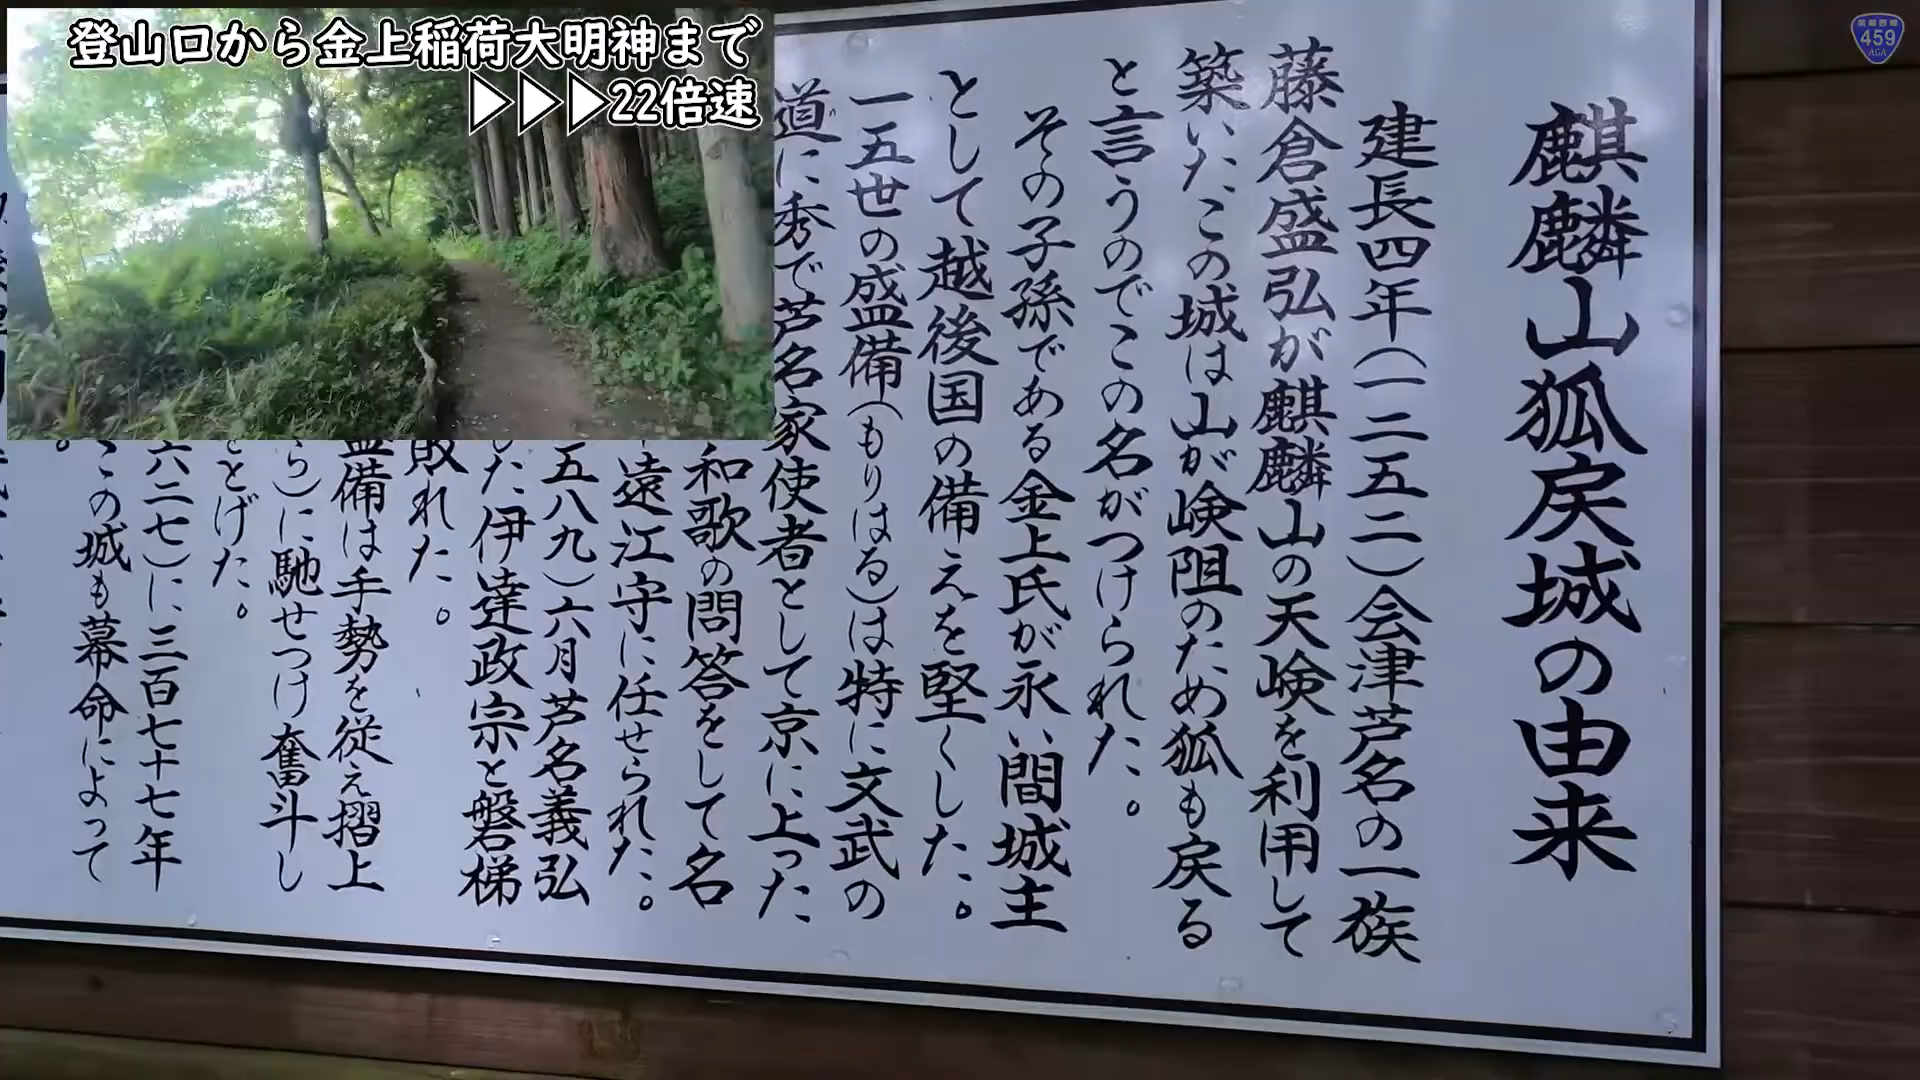 登山口から金上稲荷大明神まで
▶▶▶22倍速
459
AGA
麒麟山狐戻城の由来
建長四年(一二五二)会津芦名の一族
藤倉盛弘が麒麟山の天険を利用して
築いたこの城は山が険阻のため狐も戻る
と言うのでこの名がつけられた。
その子孫である金上氏が永い間城主
として越後国の備えを堅くした。
一五世の盛備(もりはる)は特に文武の
道に秀で芦名家使者として京に上った
和歌の問答をして名
遠江守に任せられた。
五八九)六月芦名義弘
した伊達政宗と磐梯
敗れた。
盛備は手勢を従え摺上
ら)に馳せつけ奮斗し
をとげた。
六二七)に三百七十七年
この城も幕命によって